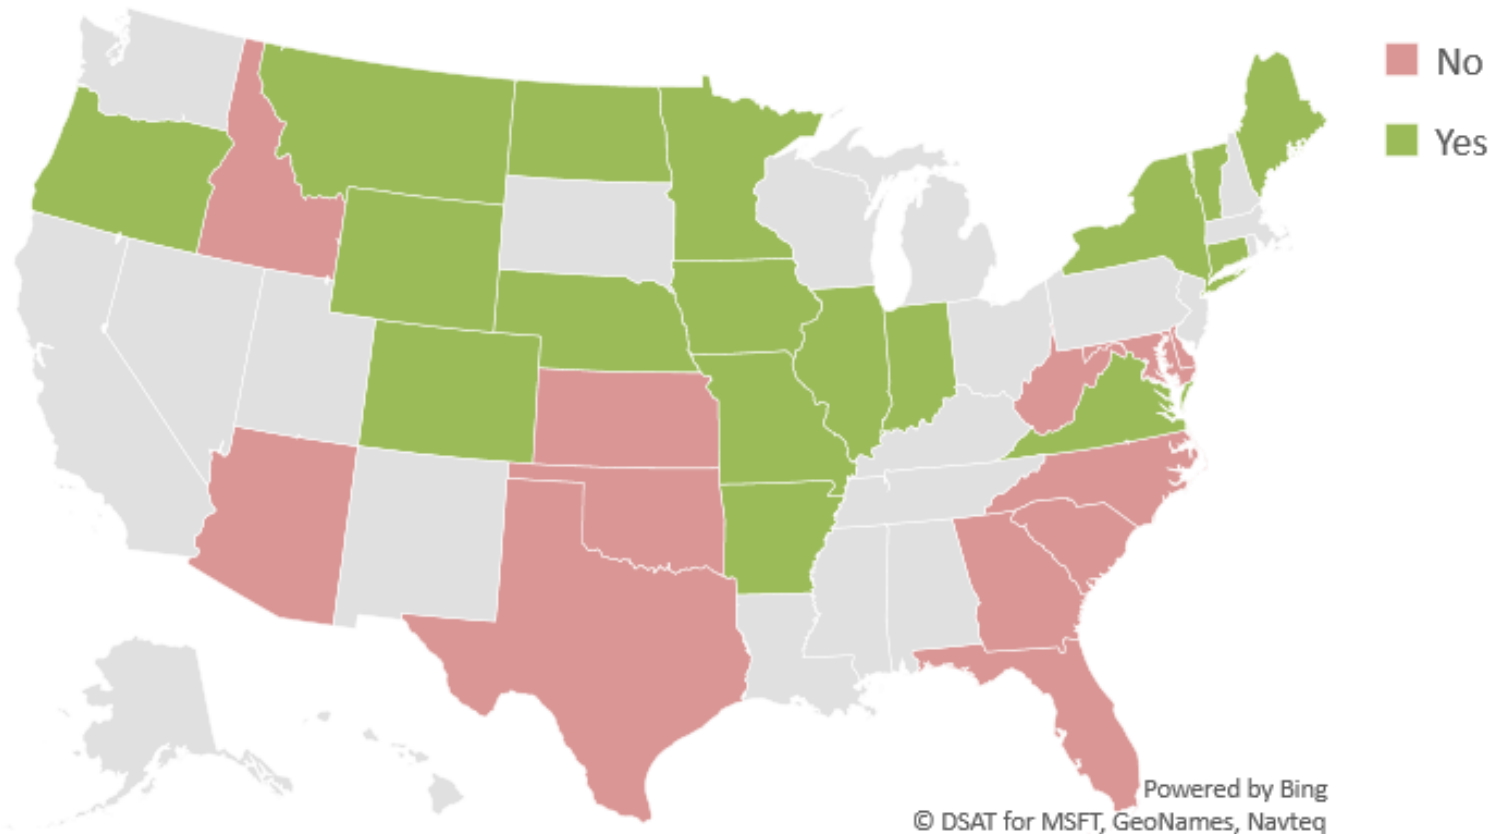 No
Yes
Powered by Bing
© DSAT for MSFT, GeoNames, Navteq